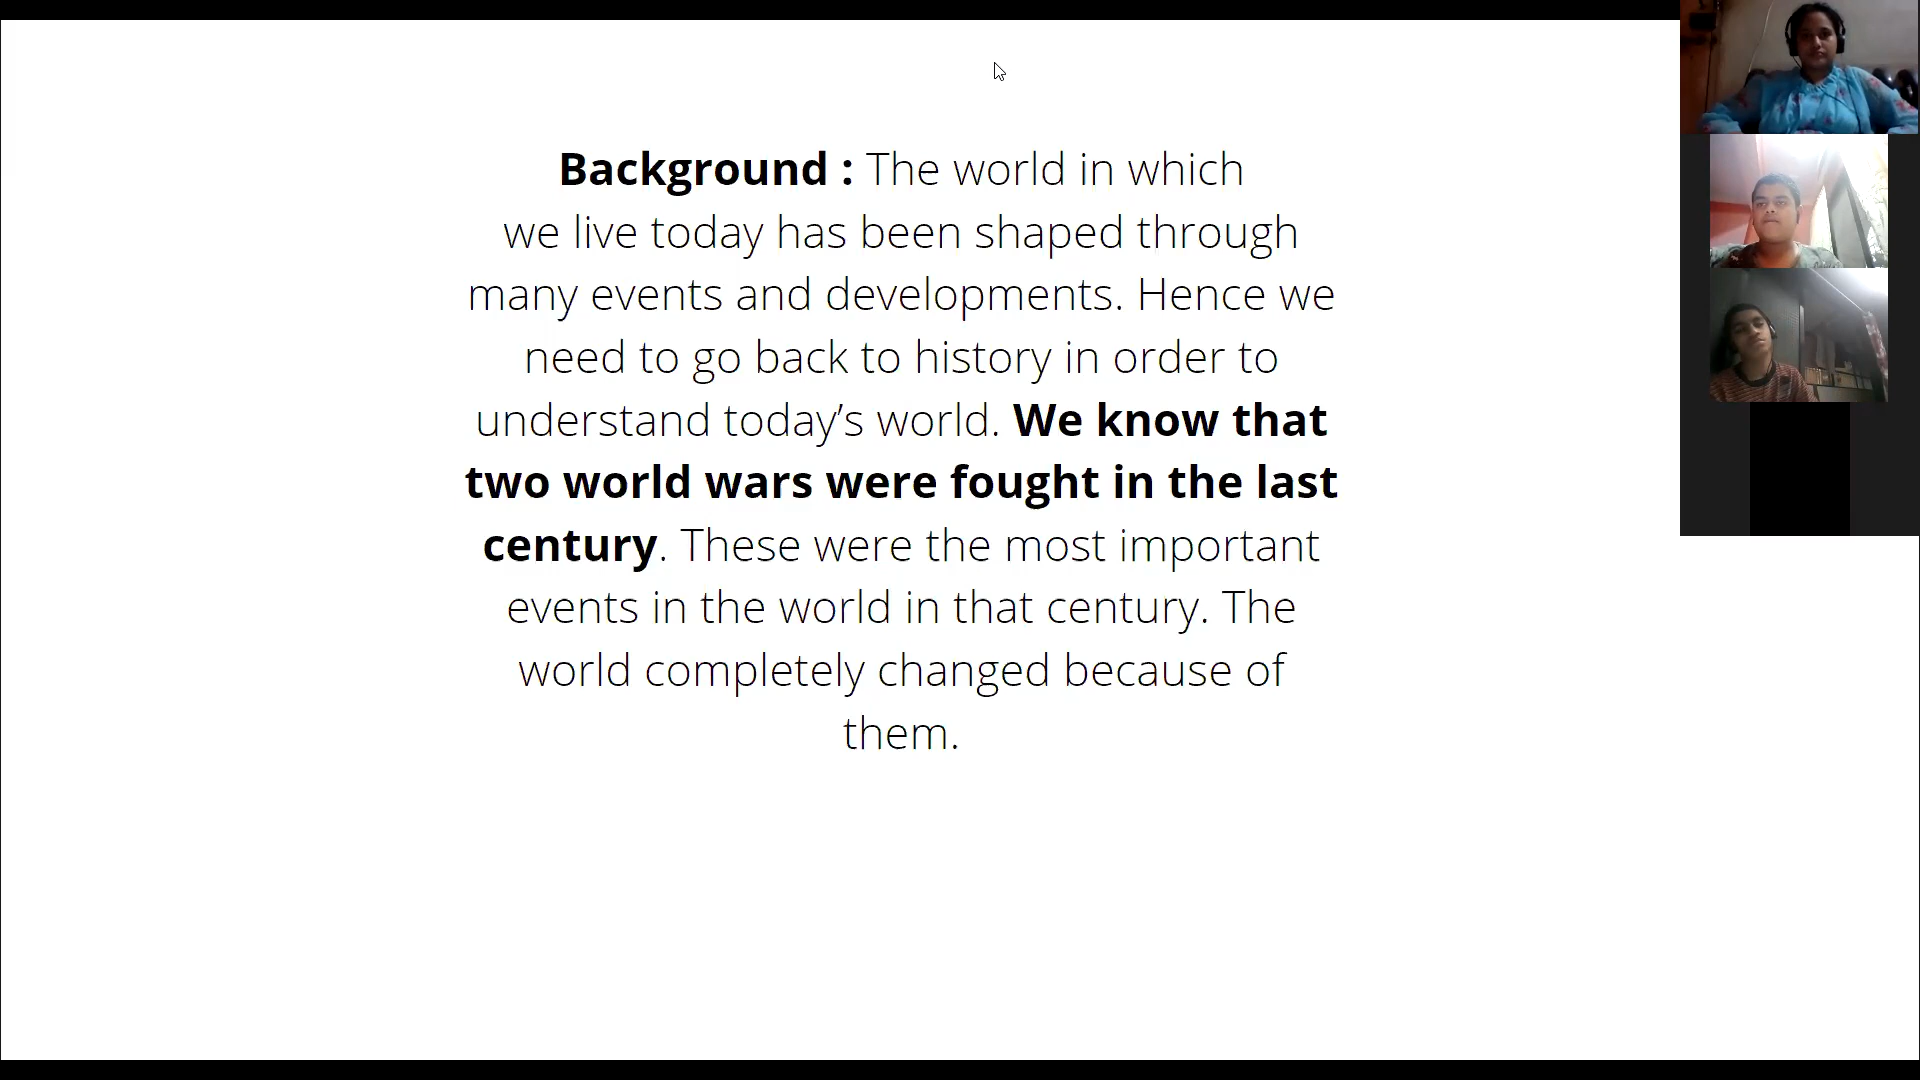 Background : The world in which
we live today has been shaped through
many events and developments. Hence we
need to go back to history in order to
understand today’s world. We know that
two world wars were fought in the last
century. These were the most important
events in the world in that century. The
world completely changed because of
them.